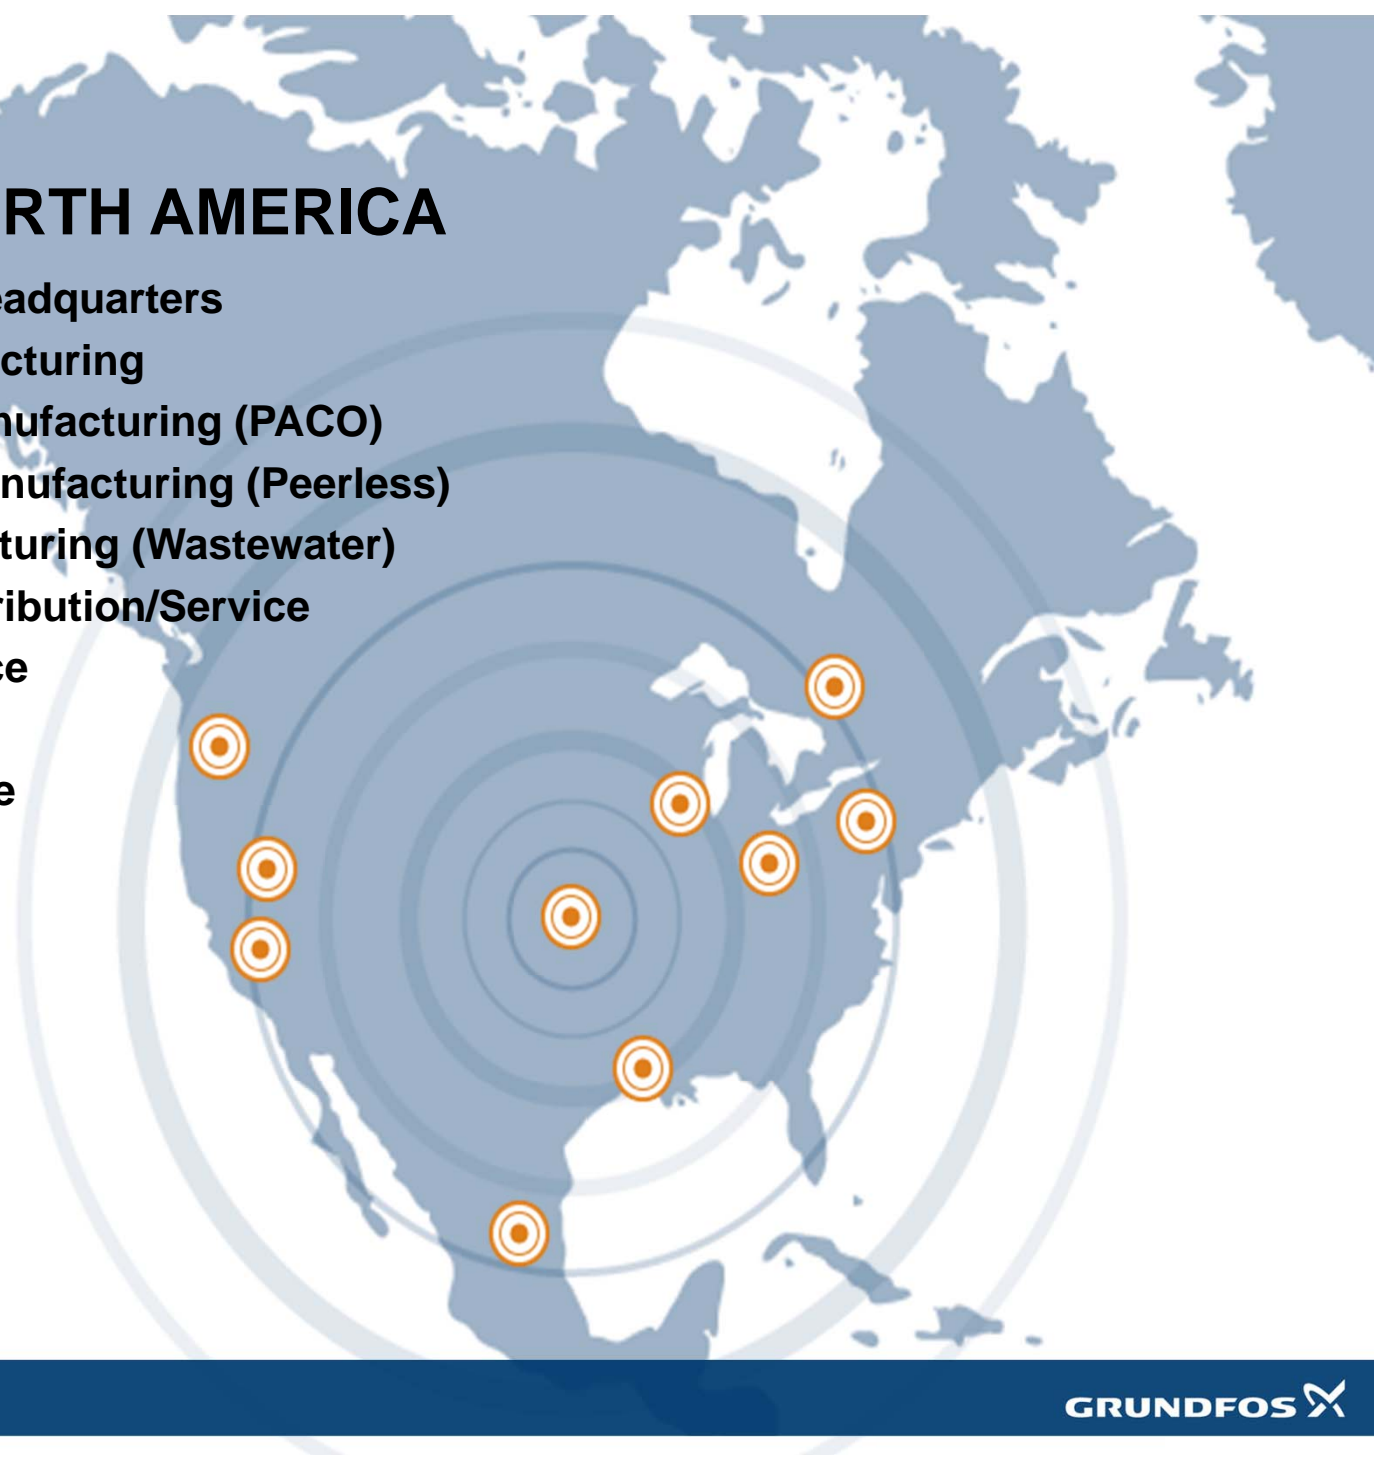 RTH AMERICA
eadquarters
cturing
nufacturing (PACO)
nufacturing (Peerless)
turing (Wastewater)
ribution/Service
ce
e
GRUNDFOS